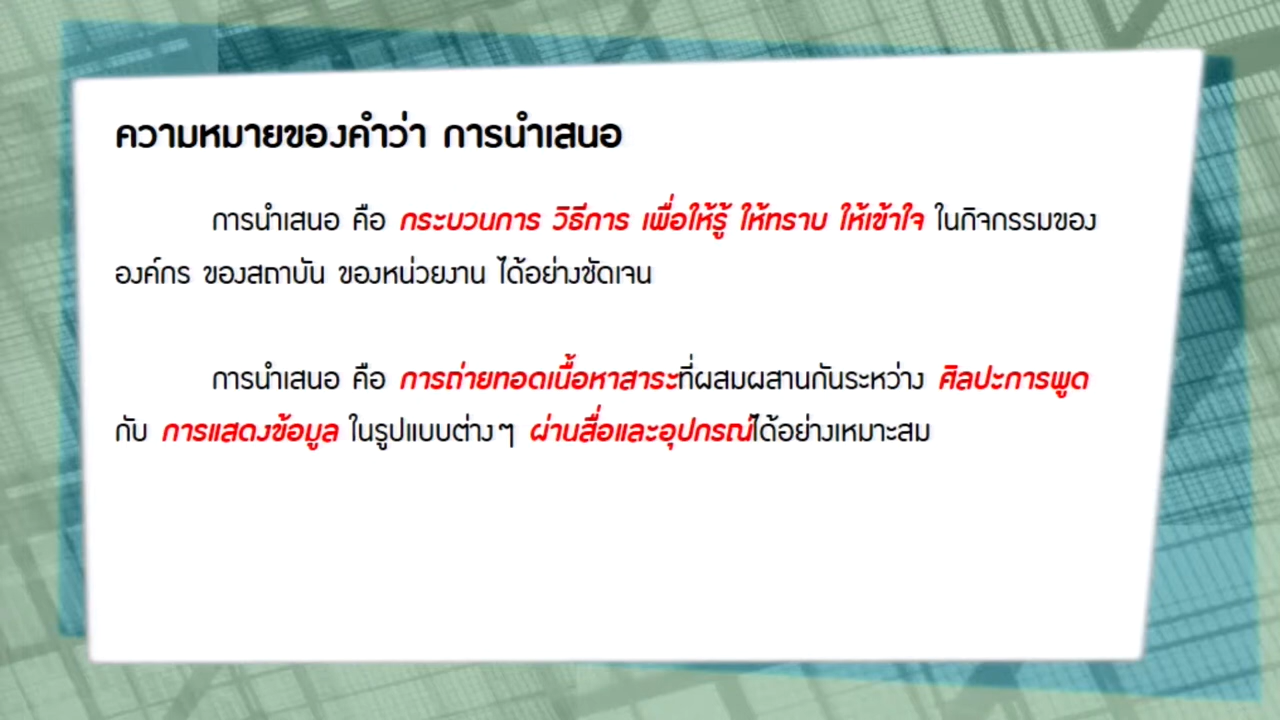 ความหมายของคำว่า การนำเสนอ
การนำเสนอ คือ กระบวนการ วิธีการ เพื่อให้รู้ ให้ทราบ ให้เข้าใจ ในกิจกรรมของ
องค์กร ของสถาบัน ของหน่วยงาน ได้อย่างชัดเจน
การนำเสนอ คือ การถ่ายทอดเนื้อหาสาระที่ผสมผสานกันระหว่าง ศิลปะการพูด
กับ การแสดงข้อมูล ในรูปแบบต่างๆ ผ่านสื่อและอุปกรณ์ได้อย่างเหมาะสม